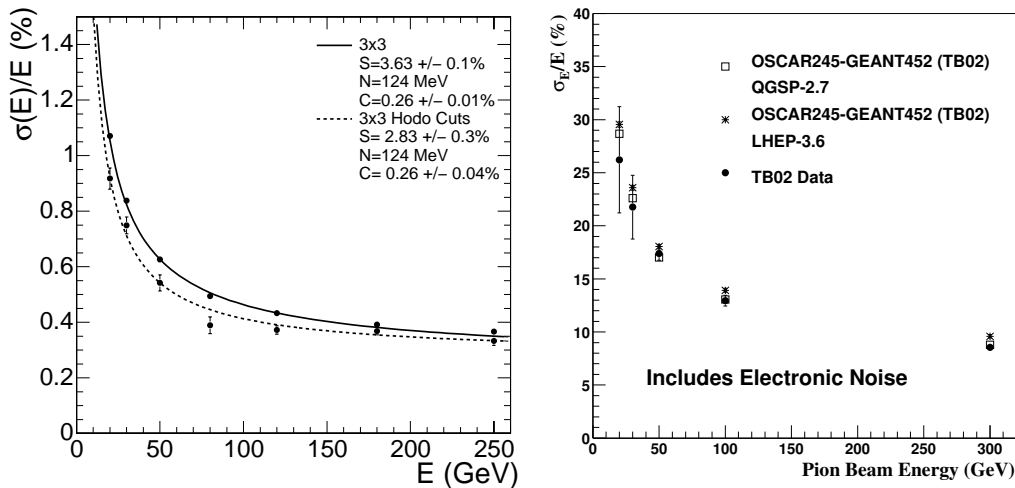 σ(E)/E (%)
1.4
1.2
1
0.8
0.6
0.4
0.2
0
3x3
S=3.63 +/- 0.1%
N=124 MeV
C=0.26 +/- 0.01%
3x3 Hodo Cuts
S= 2.83 +/- 0.3%
N=124 MeV
C= 0.26 +/- 0.04%
0 50 100 150 200 250
E (GeV)
σE/E (%)
40
35
30
25
20
15
10
5
0
OSCAR245-GEANT452 (TB02)
QGSP-2.7
OSCAR245-GEANT452 (TB02)
LHEP-3.6
TB02 Data
Includes Electronic Noise
0 50 100 150 200 250 300
Pion Beam Energy (GeV)